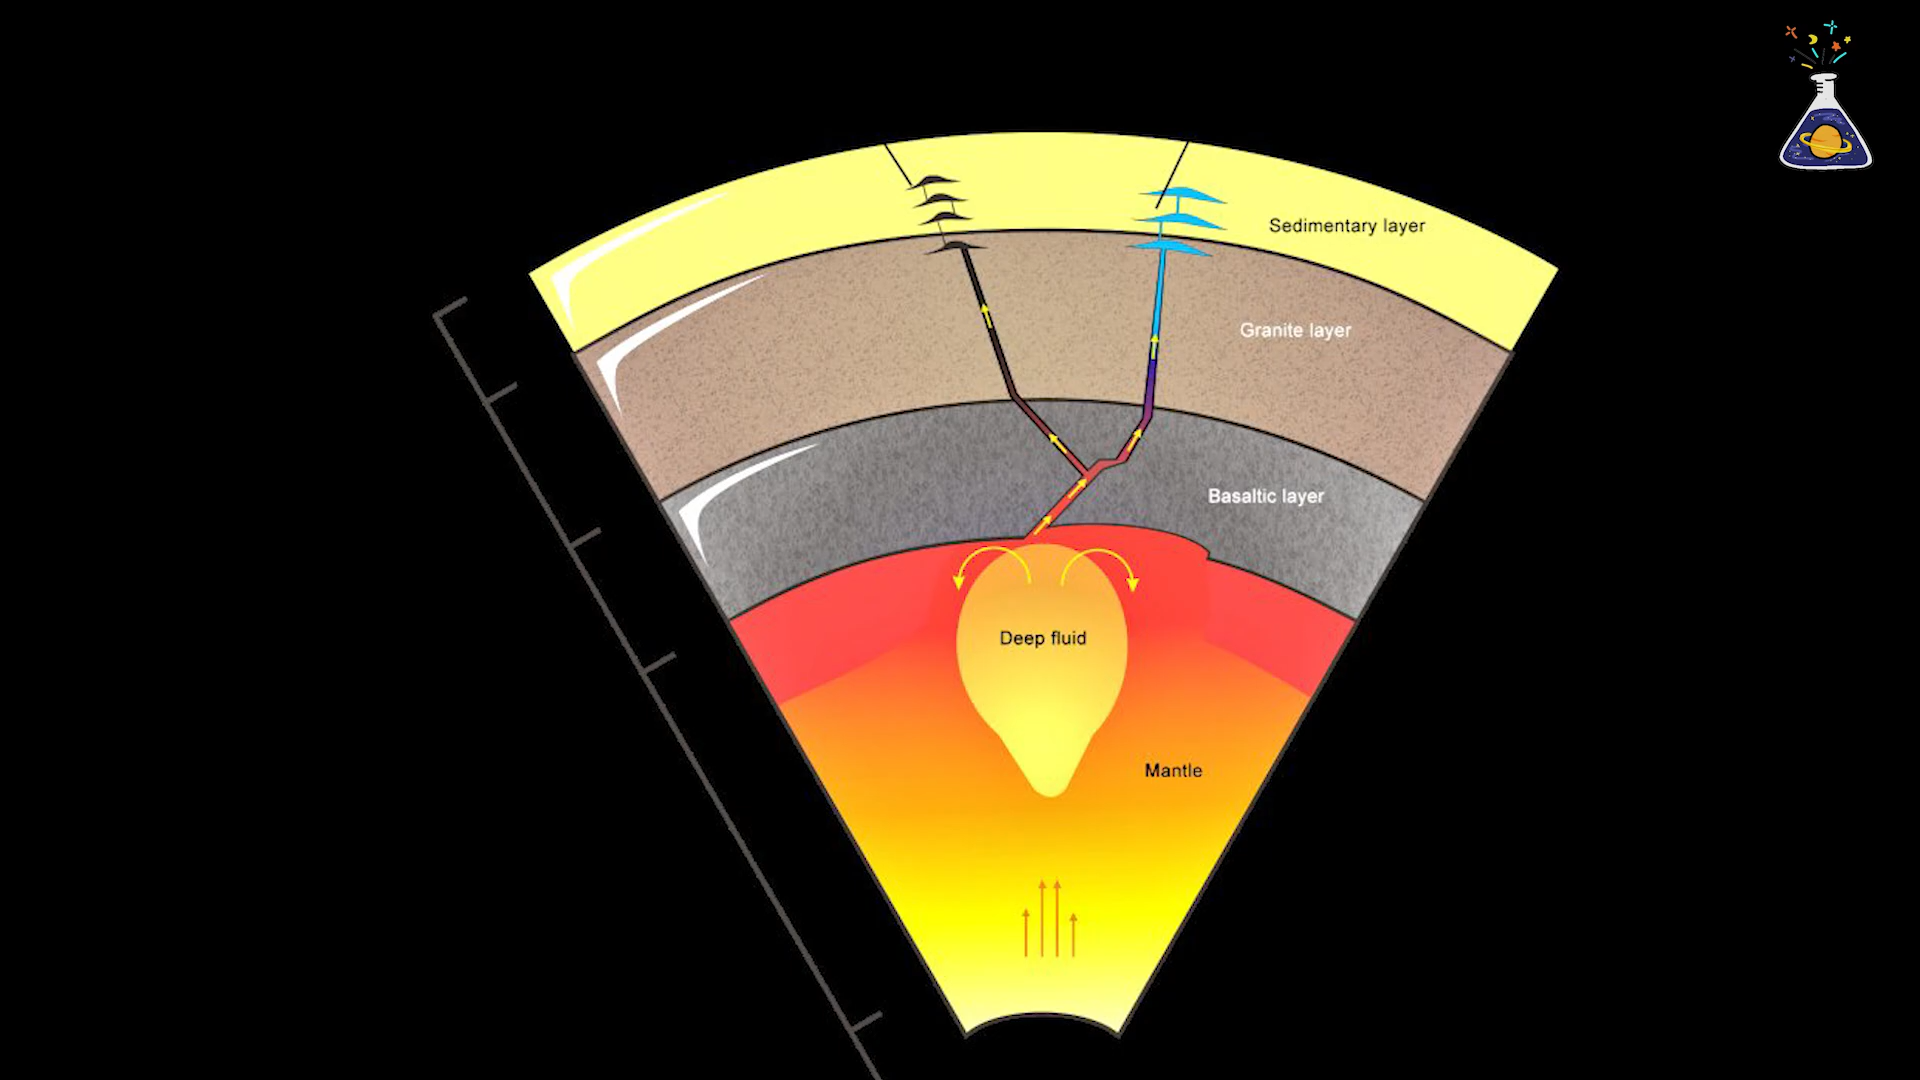 Sedimentary layer
Granite layer
Basaltic layer
Deep fluid
Mantle